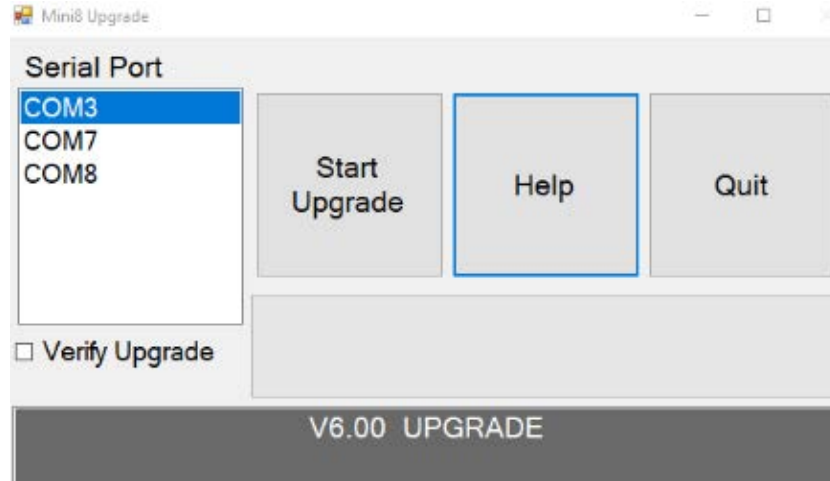 Mini8 Upgrade
Serial Port
COM3
COM7
COM8
Start
Upgrade
Help
Quit
Verify Upgrade
V6.00 UPGRADE